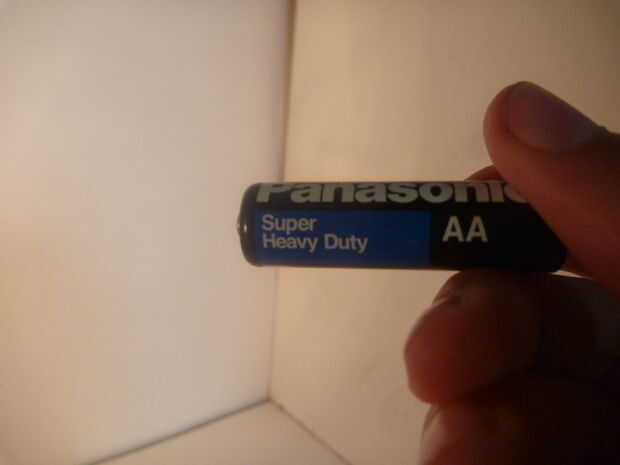 Panasonic
Super
Heavy Duty
AA